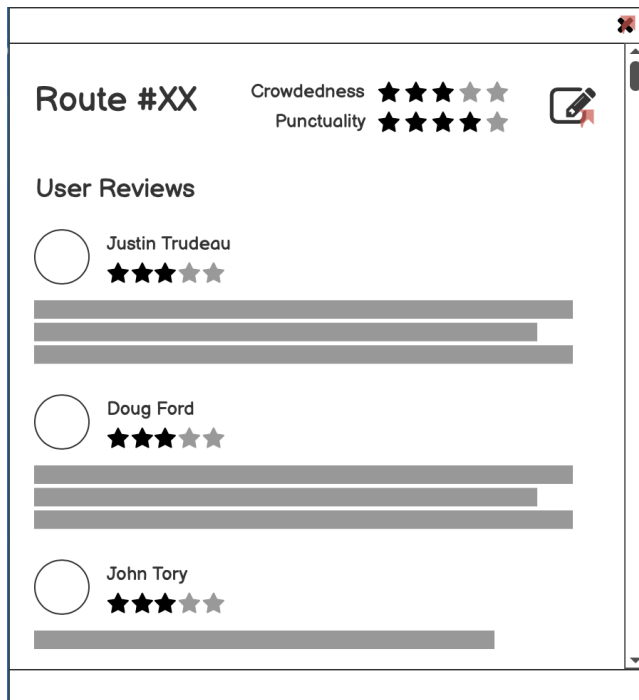 Route #XX
Crowdedness
Punctuality
User Reviews
Justin Trudeau
Doug Ford
John Tory